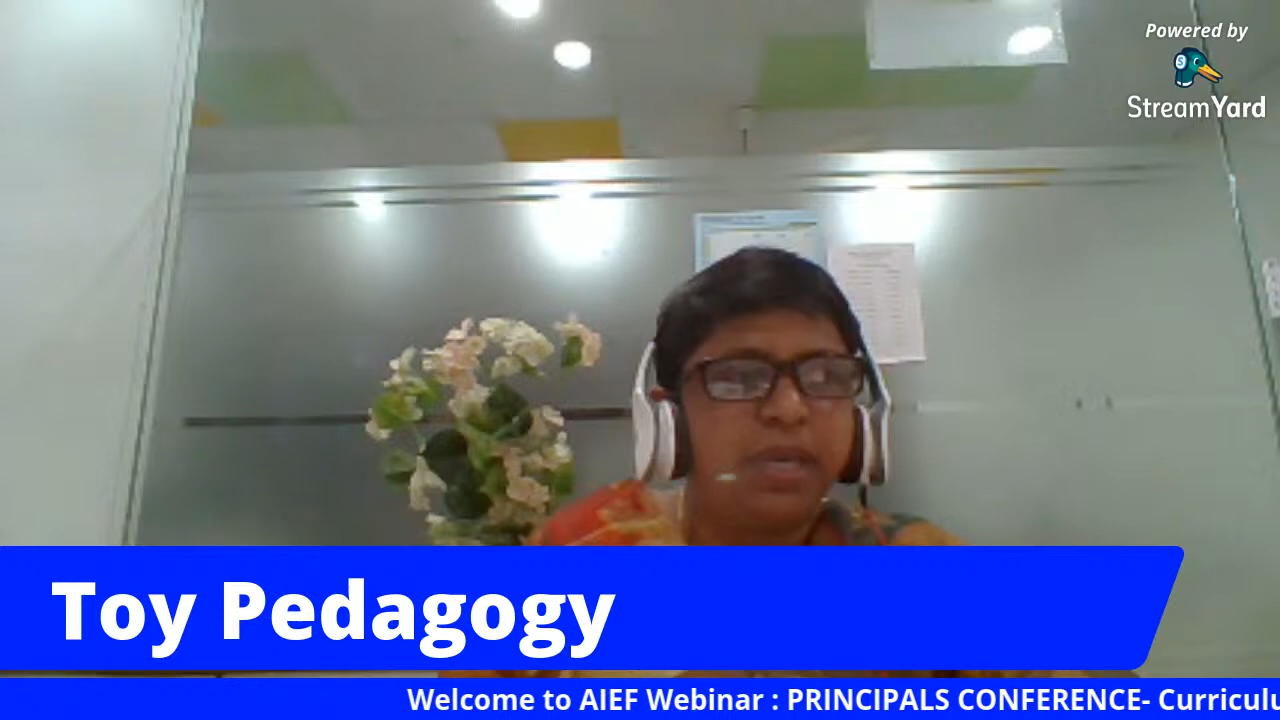 Powered by
StreamYard
Toy Pedagogy
Welcome to AIEF Webinar : PRINCIPALS CONFERENCE- Curriculu